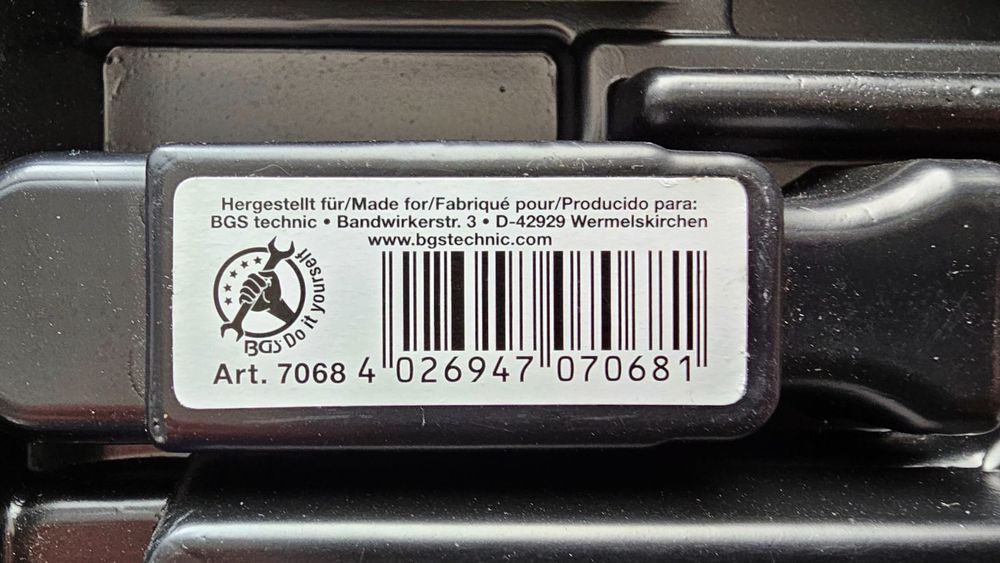 Hergestellt für/Made for/Fabriqué pour/Producido para:
BGS technic • Bandwirkerstr. 3 • D-42929 Wermelskirchen
www.bgstechnic.com
BGS Do it yourself
Art. 7068 4 026947 070681